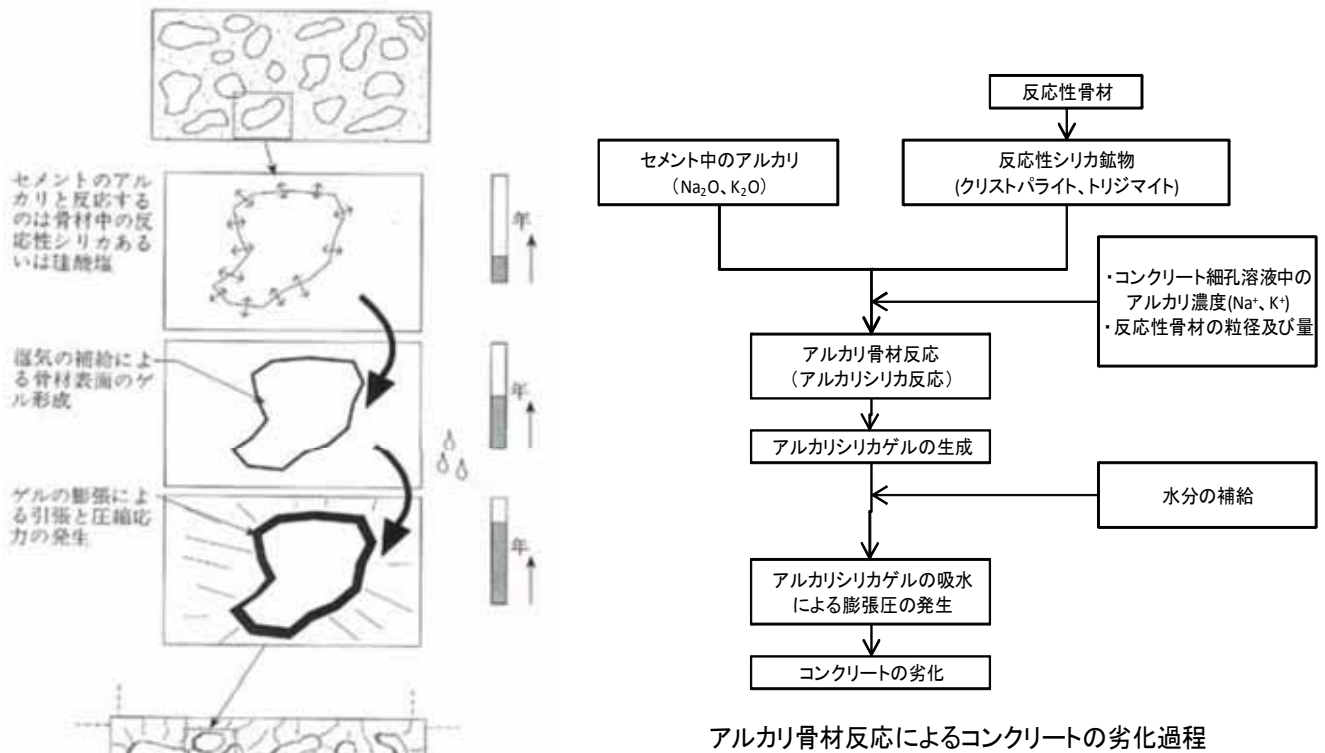 セメントのアル
カリと反応する
のは骨材中の反
応性シリカある
いは珪酸塩
年
湿気の補給によ
る骨材表面のゲ
ル形成
年
ゲルの膨張によ
る引張と圧縮応
力の発生
年
反応性骨材
セメント中のアルカリ
（Na₂O、K₂O）
反応性シリカ鉱物
(クリストパライト、トリジマイト)
・コンクリート細孔溶液中の
アルカリ濃度(Na⁺、K⁺)
・反応性骨材の粒径及び量
アルカリ骨材反応
（アルカリシリカ反応）
アルカリシリカゲルの生成
水分の補給
アルカリシリカゲルの吸水
による膨張圧の発生
コンクリートの劣化
アルカリ骨材反応によるコンクリートの劣化過程